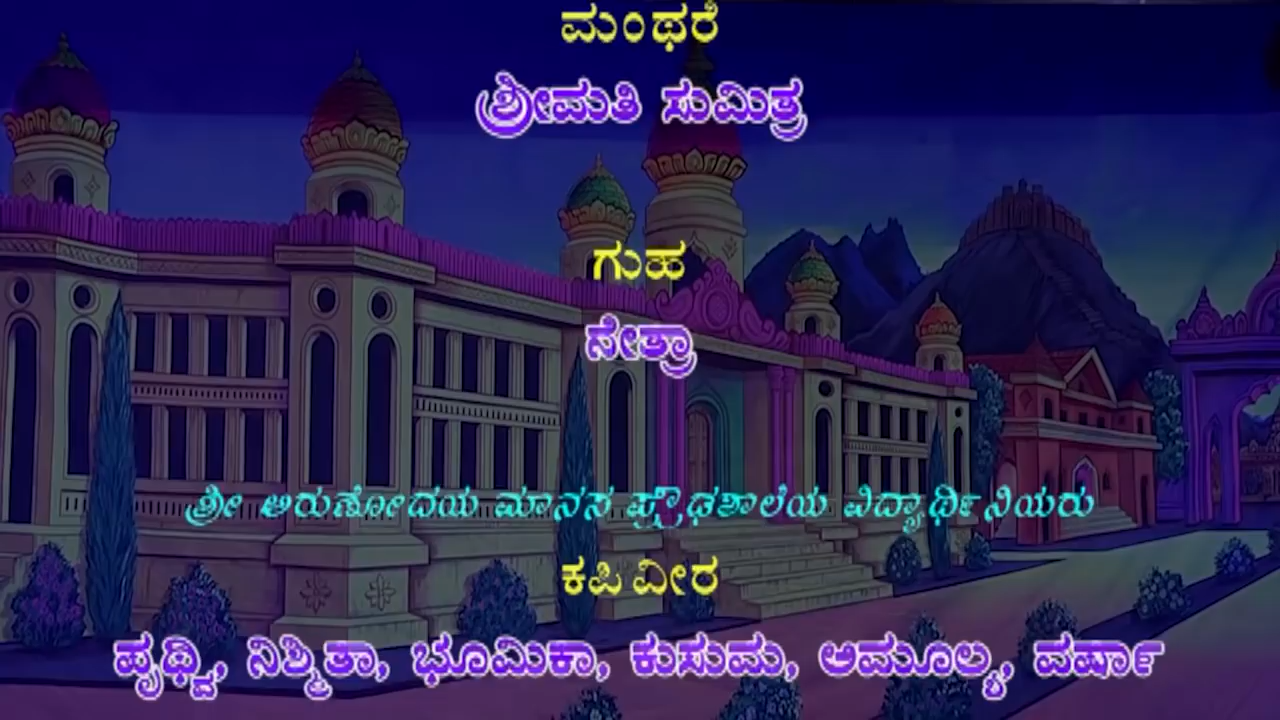 ಮಂಥರೆ
ಶ್ರೀಮತಿ ಸುಮಿತ್ರ
ಗುಹ
ನೇತ್ರಾ
ಶ್ರೀ ಅರುಣೋದಯ ಮಾನಸ ಪ್ರೌಢಶಾಲೆಯ ವಿದ್ಯಾರ್ಥಿನಿಯರು
ಕಪಿವೀರ
ಹೃಧ್ವಿ, ನಿಶ್ಮಿತಾ, ಭೂಮಿಕಾ, ಕುಸುಮ, ಅಮೂಲ್ಯ, ವರ್ಷಾ